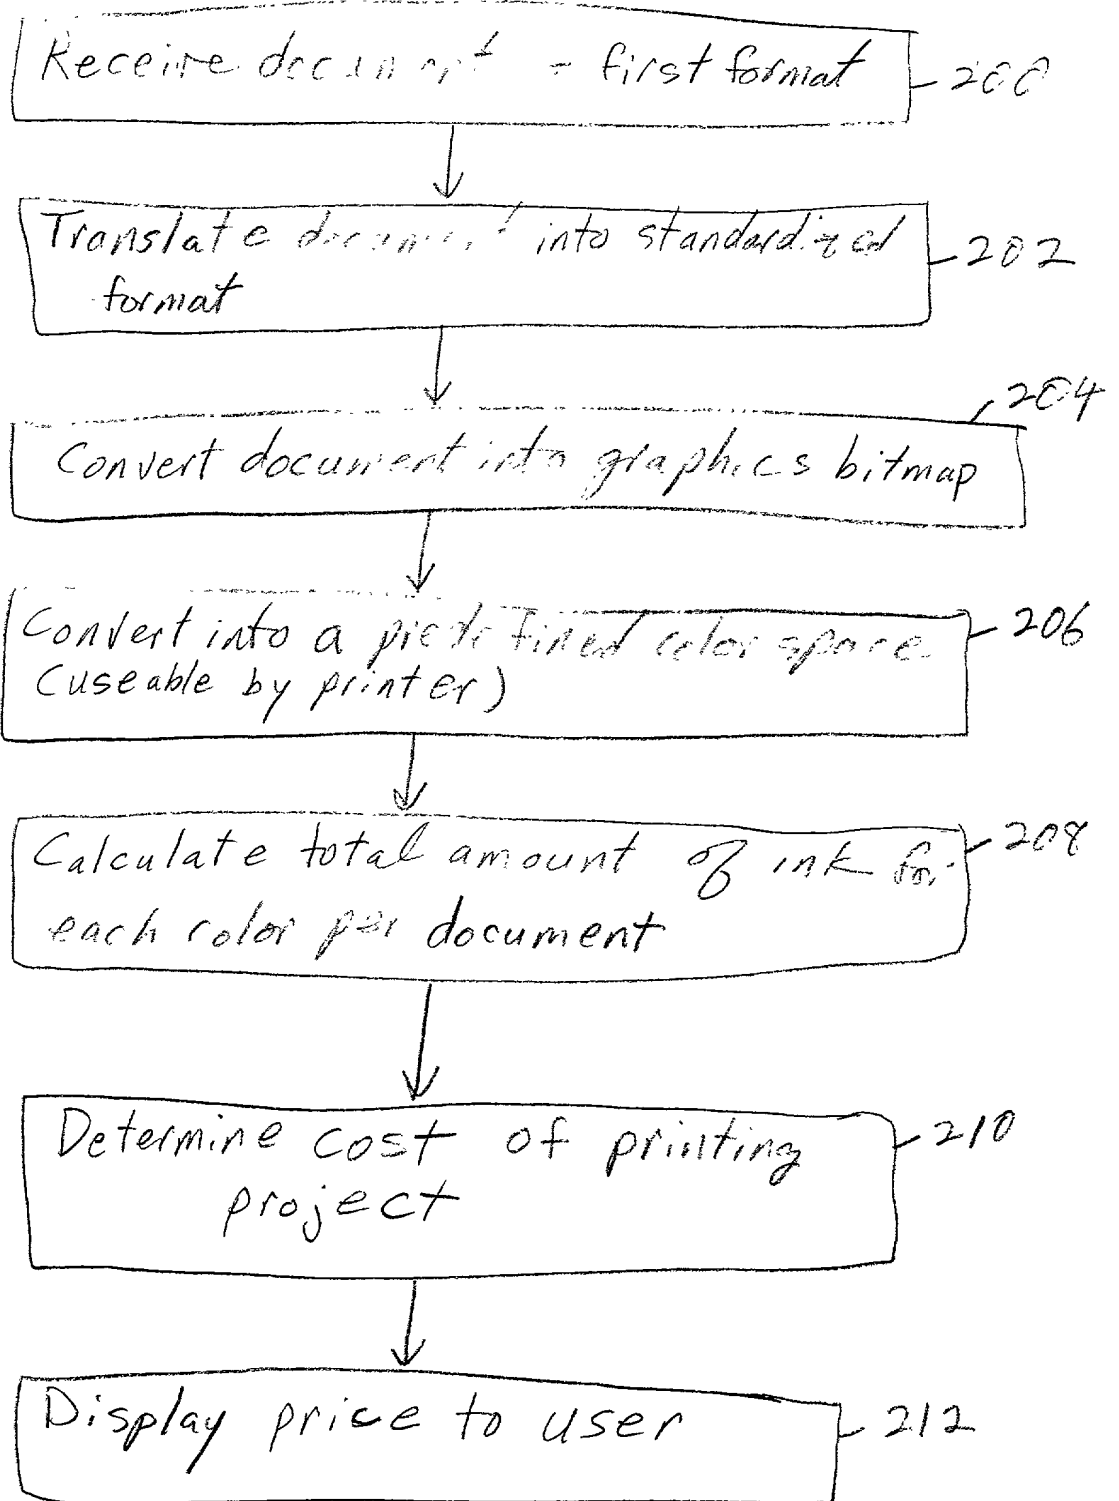 Receive document - first format 200
Translate document into standardized 202
format
204
Convert document into graphics bitmap
Convert into a predefined color space 206
(useable by printer)
Calculate total amount of ink for 208
each color per document
Determine cost of printing 210
project
Display price to user 212